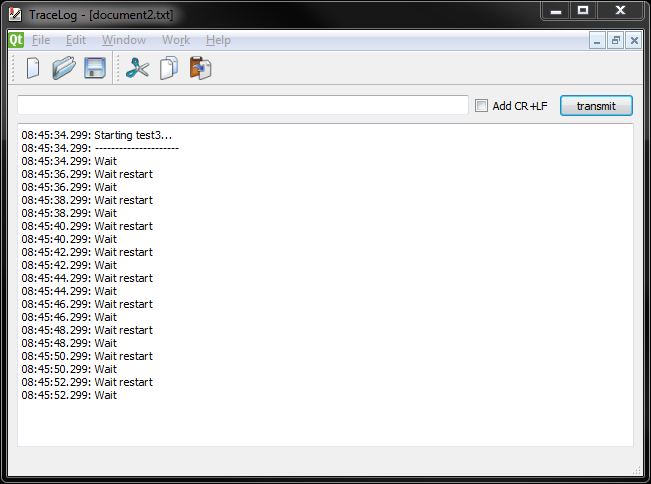 TraceLog - [document2.txt]
Qt File Edit Window Work Help
Add CR+LF transmit
08:45:34.299: Starting test3...
08:45:34.299: ---------------------
08:45:34.299: Wait
08:45:36.299: Wait restart
08:45:36.299: Wait
08:45:38.299: Wait restart
08:45:38.299: Wait
08:45:40.299: Wait restart
08:45:40.299: Wait
08:45:42.299: Wait restart
08:45:42.299: Wait
08:45:44.299: Wait restart
08:45:44.299: Wait
08:45:46.299: Wait restart
08:45:46.299: Wait
08:45:48.299: Wait restart
08:45:48.299: Wait
08:45:50.299: Wait restart
08:45:50.299: Wait
08:45:52.299: Wait restart
08:45:52.299: Wait